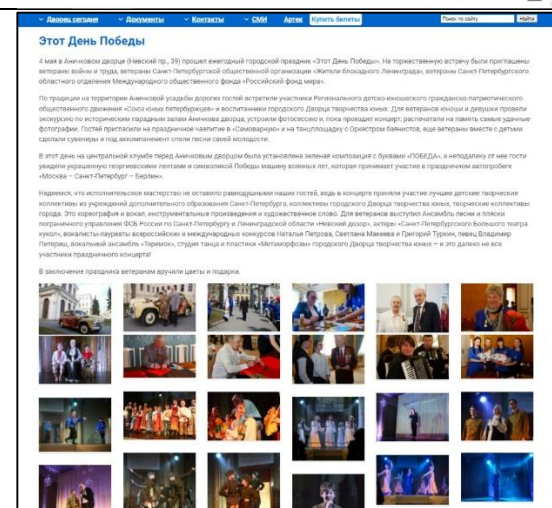 Дворец сегодня
Документы
Контакты
СМИ
Артек
Купить билеты
Поиск по сайту
Найти
Этот День Победы
4 мая в Аничковом дворце (Невский пр., 39) прошел ежегодный городской праздник «Этот День Победы». На торжественную встречу были приглашены
ветераны войны и труда, ветераны Санкт-Петербургской общественной организации «Жители блокадного Ленинграда», ветераны Санкт-Петербургского
областного отделения Международного общественного фонда «Российский фонд мира».
По традиции на территории Аничковой усадьбы дорогих гостей встретили участники Регионального детско-юношеского гражданско-патриотического
общественного движения «Союз юных петербуржцев» и воспитанники городского Дворца творчества юных. Для ветеранов юноши и девушки провели
экскурсию по историческим парадным залам Аничкова дворца, устроили фотосессию и, пока проходил концерт, распечатали на память самые удачные
фотографии. Гостей пригласили на праздничное чаепитие в «Самоварную» и на танцплощадку с Оркестром баянистов, ещё ветераны вместе с детьми
сделали сувениры и под аккомпанемент спели песни своей молодости.
В этот день на центральной клумбе перед Аничковым дворцом была установлена зеленая композиция с буквами «ПОБЕДА», а неподалеку от нее гости
увидели украшенную георгиевскими лентами и символикой Победы машину военных лет, которая принимает участие в праздничном автопробеге
«Москва – Санкт-Петербург – Берлин».
Надеемся, что исполнительское мастерство не оставило равнодушными наших гостей, ведь в концерте приняли участие лучшие детские творческие
коллективы из учреждений дополнительного образования Санкт-Петербурга, коллективы городского Дворца творчества юных, творческие коллективы
города. Это хореография и вокал, инструментальные произведения и художественное слово. Для ветеранов выступил Ансамбль песни и пляски
пограничного управления ФСБ России по Санкт-Петербургу и Ленинградской области «Невский дозор», актеры «Санкт-Петербургского Большого театра
кукол», вокалисты-лауреаты всероссийских и международных конкурсов Наталья Петрова, Светлана Макеева и Григорий Туркин, певец Владимир
Питериц, вокальный ансамбль «Теремок», студия танца и пластики «Метаморфозы» городского Дворца творчества юных – и это далеко не все
участники праздничного концерта!
В заключение праздника ветеранам вручили цветы и подарки.